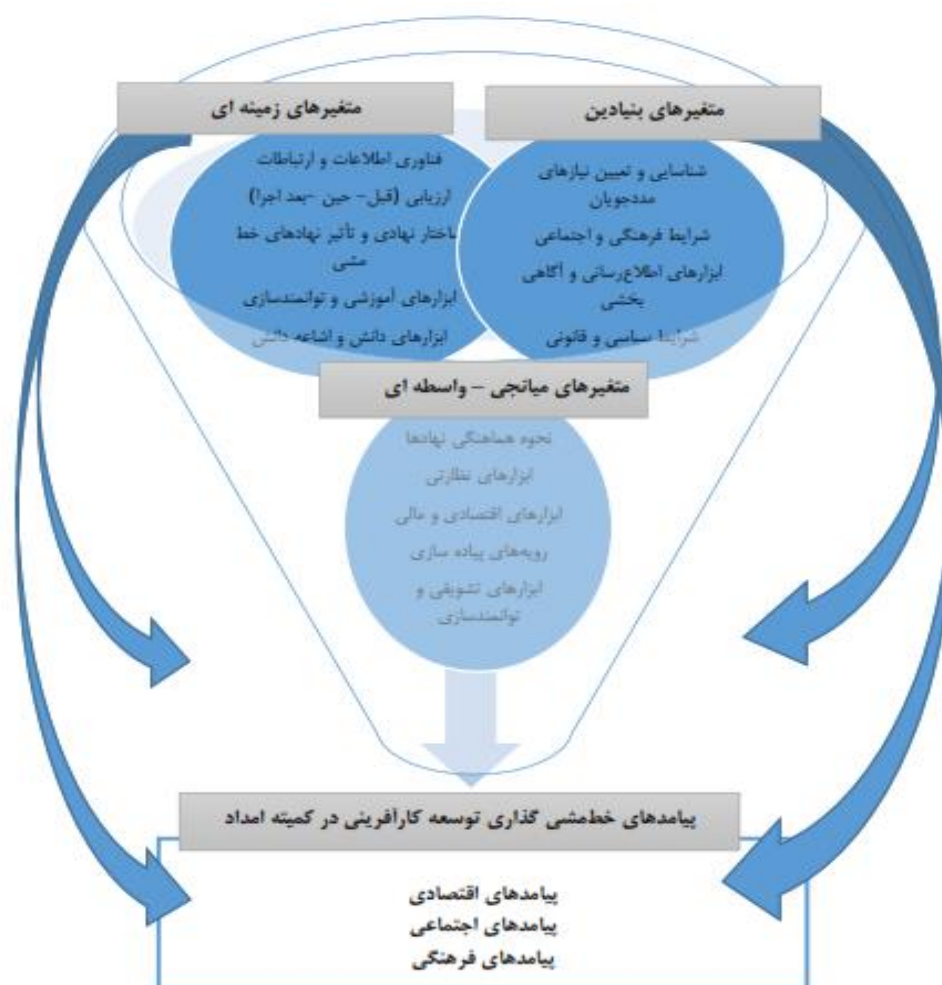 متغیرهای بنیادین
شناسایی و تعیین نیازهای
مددجویان
شرایط فرهنگی و اجتماعی
ابزارهای اطلاع‌رسانی و آگاهی
بخشی
شرایط سیاسی و قانونی
متغیرهای زمینه ای
فناوری اطلاعات و ارتباطات
ارزیابی (قبل- حین -بعد اجرا)
ساختار نهادی و تأثیر نهادهای خط
مشی
ابزارهای آموزشی و توانمندسازی
ابزارهای دانش و اشاعه دانش
متغیرهای میانجی – واسطه ای
نحوه هماهنگی نهادها
ابزارهای نظارتی
ابزارهای اقتصادی و مالی
رویه‌های پیاده سازی
ابزارهای تشویقی و
توانمندسازی
پیامدهای خط‌مشی گذاری توسعه کارآفرینی در کمیته امداد
پیامدهای اقتصادی
پیامدهای اجتماعی
پیامدهای فرهنگی